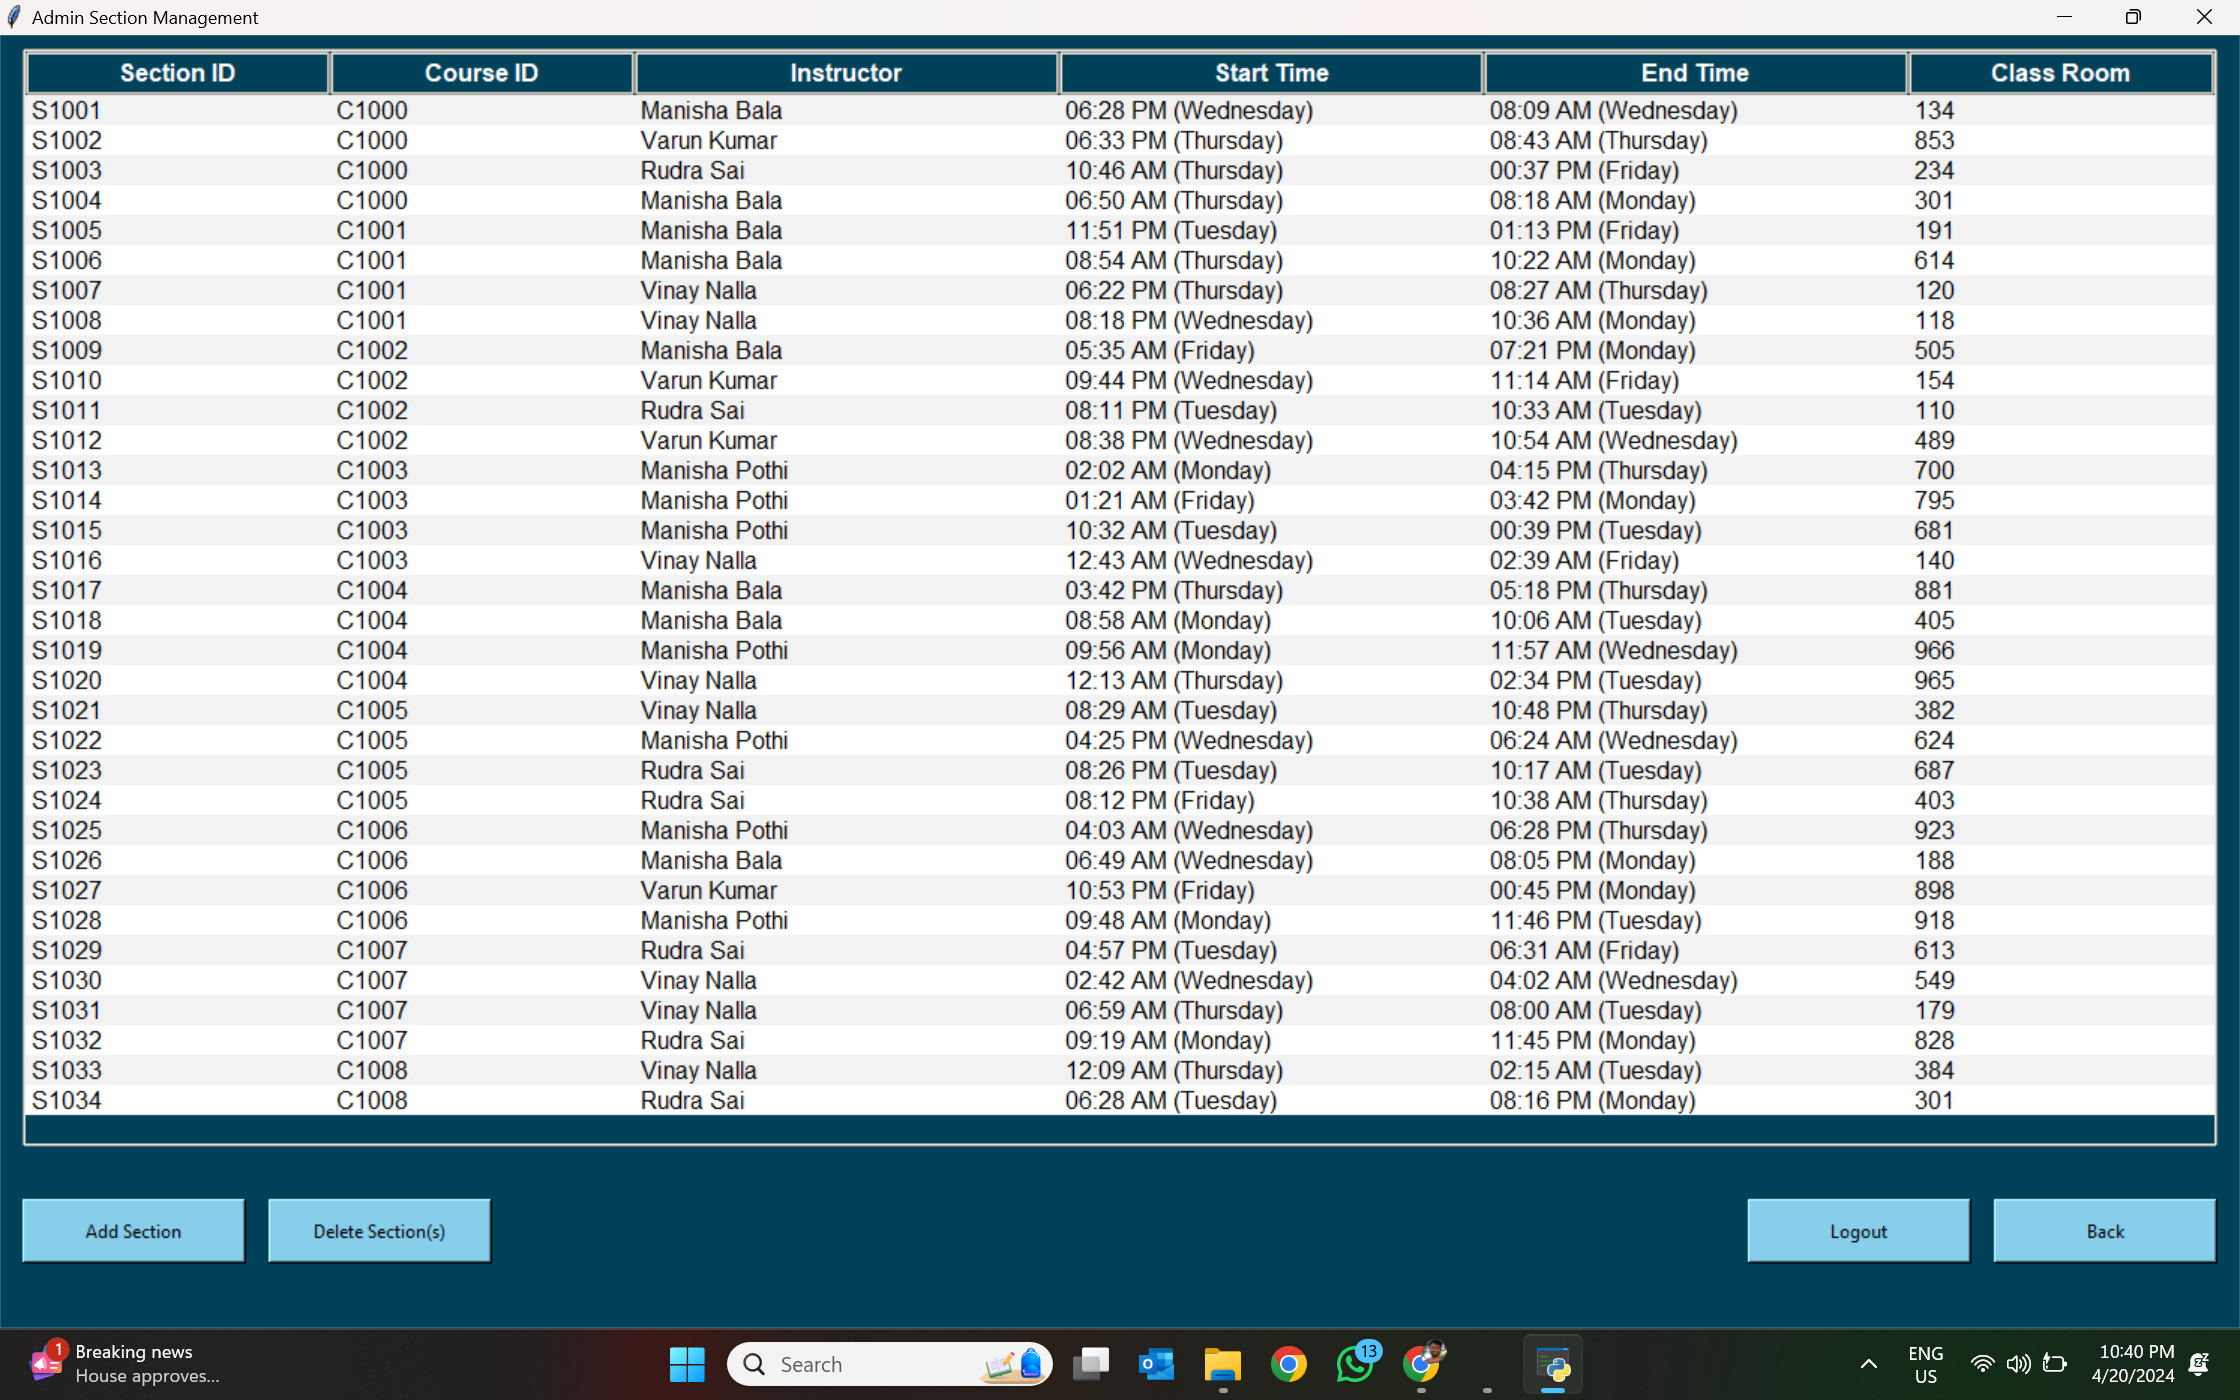 Admin Section Management
Section ID Course ID Instructor Start Time End Time Class Room
S1001 C1000 Manisha Bala 06:28 PM (Wednesday) 08:09 AM (Wednesday) 134
S1002 C1000 Varun Kumar 06:33 PM (Thursday) 08:43 AM (Thursday) 853
S1003 C1000 Rudra Sai 10:46 AM (Thursday) 00:37 PM (Friday) 234
S1004 C1000 Manisha Bala 06:50 AM (Thursday) 08:18 AM (Monday) 301
S1005 C1001 Manisha Bala 11:51 PM (Tuesday) 01:13 PM (Friday) 191
S1006 C1001 Manisha Bala 08:54 AM (Thursday) 10:22 AM (Monday) 614
S1007 C1001 Vinay Nalla 06:22 PM (Thursday) 08:27 AM (Thursday) 120
S1008 C1001 Vinay Nalla 08:18 PM (Wednesday) 10:36 AM (Monday) 118
S1009 C1002 Manisha Bala 05:35 AM (Friday) 07:21 PM (Monday) 505
S1010 C1002 Varun Kumar 09:44 PM (Wednesday) 11:14 AM (Friday) 154
S1011 C1002 Rudra Sai 08:11 PM (Tuesday) 10:33 AM (Tuesday) 110
S1012 C1002 Varun Kumar 08:38 PM (Wednesday) 10:54 AM (Wednesday) 489
S1013 C1003 Manisha Pothi 02:02 AM (Monday) 04:15 PM (Thursday) 700
S1014 C1003 Manisha Pothi 01:21 AM (Friday) 03:42 PM (Monday) 795
S1015 C1003 Manisha Pothi 10:32 AM (Tuesday) 00:39 PM (Tuesday) 681
S1016 C1003 Vinay Nalla 12:43 AM (Wednesday) 02:39 AM (Friday) 140
S1017 C1004 Manisha Bala 03:42 PM (Thursday) 05:18 PM (Thursday) 881
S1018 C1004 Manisha Bala 08:58 AM (Monday) 10:06 AM (Tuesday) 405
S1019 C1004 Manisha Pothi 09:56 AM (Monday) 11:57 AM (Wednesday) 966
S1020 C1004 Vinay Nalla 12:13 AM (Thursday) 02:34 PM (Tuesday) 965
S1021 C1005 Vinay Nalla 08:29 AM (Tuesday) 10:48 PM (Thursday) 382
S1022 C1005 Manisha Pothi 04:25 PM (Wednesday) 06:24 AM (Wednesday) 624
S1023 C1005 Rudra Sai 08:26 PM (Tuesday) 10:17 AM (Tuesday) 687
S1024 C1005 Rudra Sai 08:12 PM (Friday) 10:38 AM (Thursday) 403
S1025 C1006 Manisha Pothi 04:03 AM (Wednesday) 06:28 PM (Thursday) 923
S1026 C1006 Manisha Bala 06:49 AM (Wednesday) 08:05 PM (Monday) 188
S1027 C1006 Varun Kumar 10:53 PM (Friday) 00:45 PM (Monday) 898
S1028 C1006 Manisha Pothi 09:48 AM (Monday) 11:46 PM (Tuesday) 918
S1029 C1007 Rudra Sai 04:57 PM (Tuesday) 06:31 AM (Friday) 613
S1030 C1007 Vinay Nalla 02:42 AM (Wednesday) 04:02 AM (Wednesday) 549
S1031 C1007 Vinay Nalla 06:59 AM (Thursday) 08:00 AM (Tuesday) 179
S1032 C1007 Rudra Sai 09:19 AM (Monday) 11:45 PM (Monday) 828
S1033 C1008 Vinay Nalla 12:09 AM (Thursday) 02:15 AM (Tuesday) 384
S1034 C1008 Rudra Sai 06:28 AM (Tuesday) 08:16 PM (Monday) 301
Add Section Delete Section(s) Logout Back
1 Breaking news
House approves...
Search
13
ENG
US
10:40 PM
4/20/2024